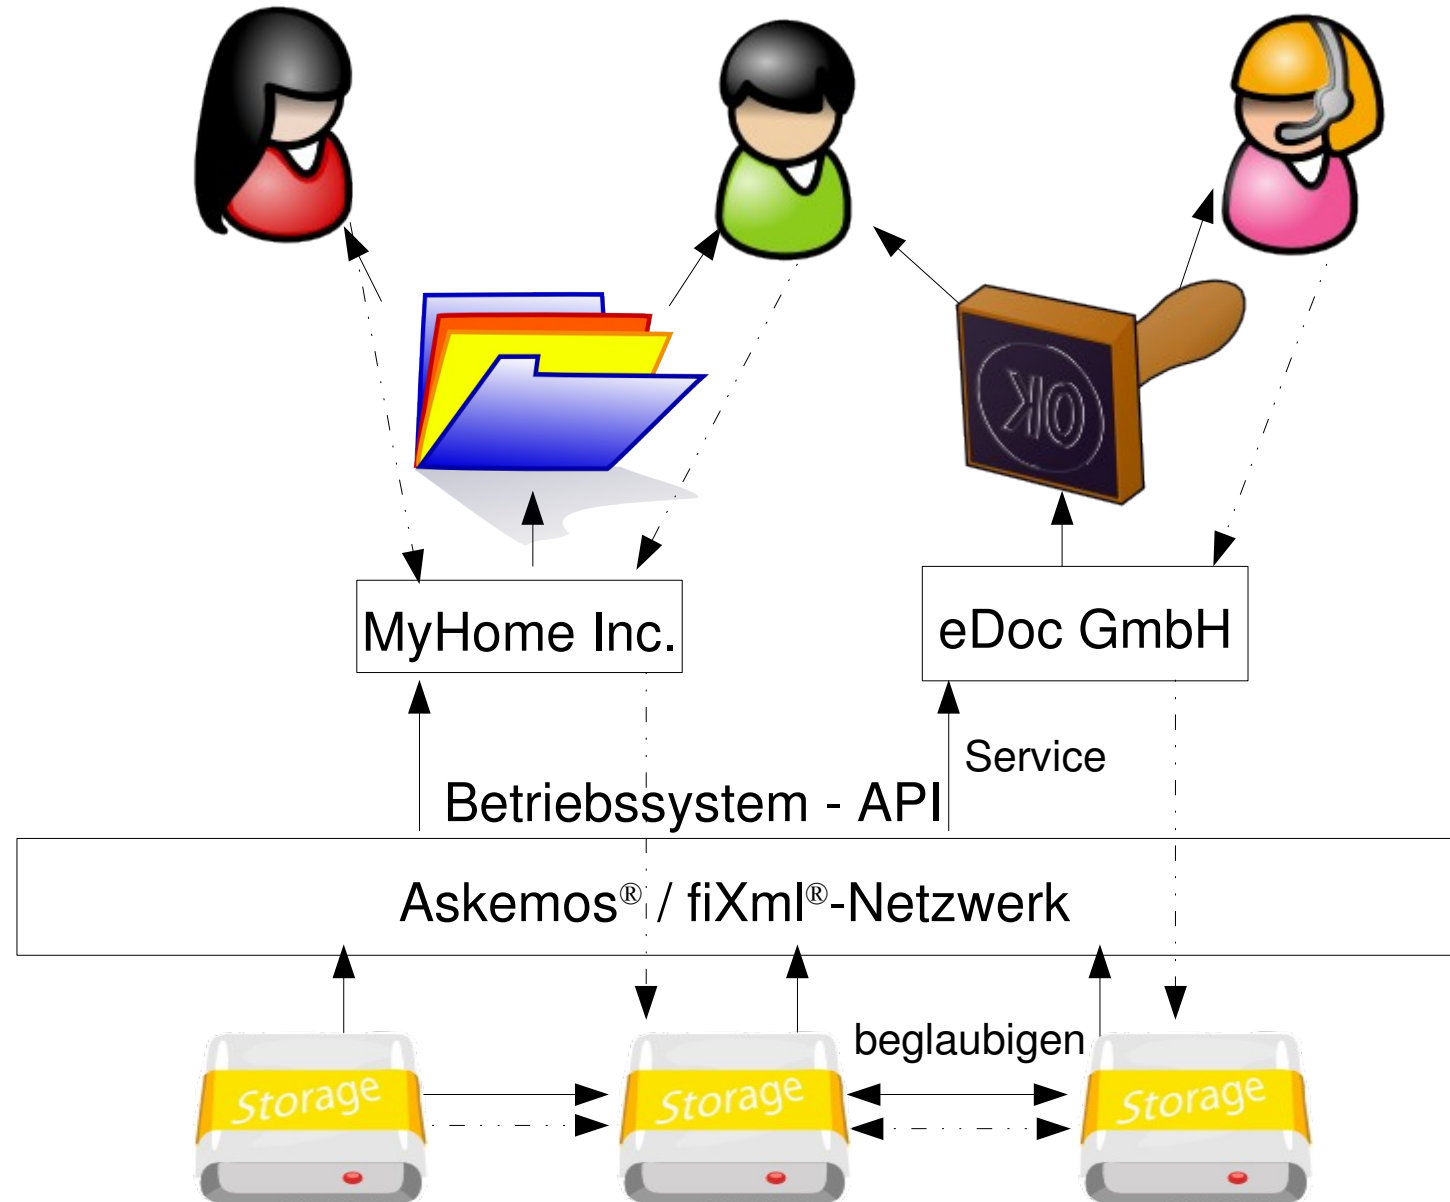 OK
MyHome Inc.
eDoc GmbH
Service
Betriebssystem - API
Askemos® / fiXml®-Netzwerk
beglaubigen
Storage
Storage
Storage